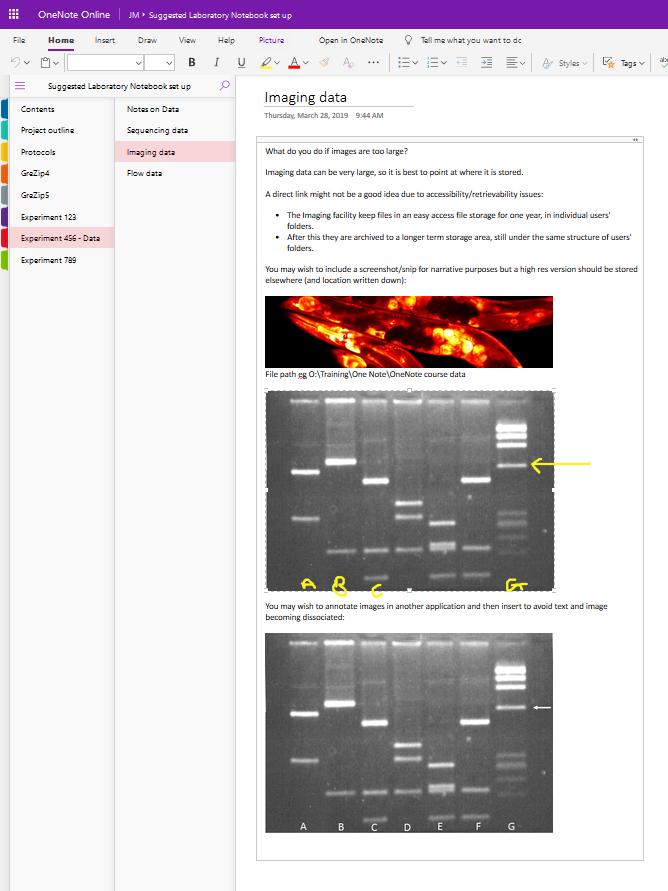 OneNote Online JM › Suggested Laboratory Notebook set up
File Home Insert Draw View Help Picture Open in OneNote Tell me what you want to dc
B I U A A Styles Tags abc
Suggested Laboratory Notebook set up
Contents
Project outline
Protocols
GreZip4
GreZip5
Experiment 123
Experiment 456 - Data
Experiment 789
Notes on Data
Sequencing data
Imaging data
Flow data
Imaging data
Thursday, March 28, 2019 9:44 AM
What do you do if images are too large?
Imaging data can be very large, so it is best to point at where it is stored.
A direct link might not be a good idea due to accessibility/retrievability issues:
• The Imaging facility keep files in an easy access file storage for one year, in individual users'
folders.
• After this they are archived to a longer term storage area, still under the same structure of users'
folders.
You may wish to include a screenshot/snip for narrative purposes but a high res version should be stored
elsewhere (and location written down):
File path eg O:\Training\One Note\OneNote course data
A B C G
You may wish to annotate images in another application and then insert to avoid text and image
becoming dissociated:
A B C D E F G